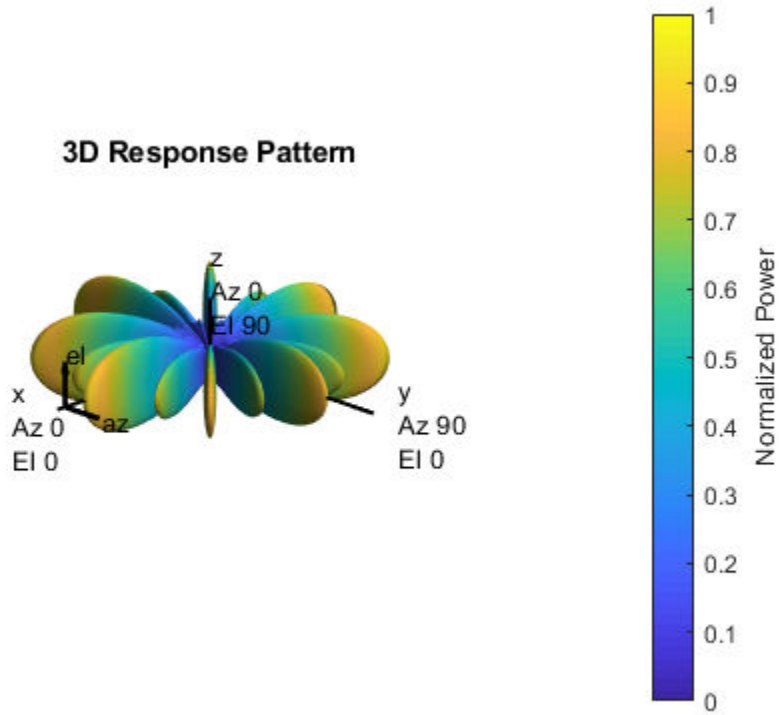 3D Response Pattern
z
Az 0
El 90
el
az
x
Az 0
El 0
y
Az 90
El 0
1
0.9
0.8
0.7
0.6
0.5
0.4
0.3
0.2
0.1
0
Normalized Power